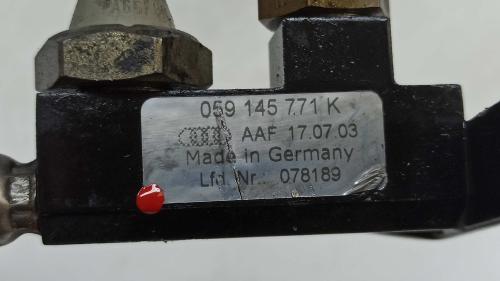 059 145 771 K
AAF 17.07.03
Made in Germany
Lfd. Nr. 078189